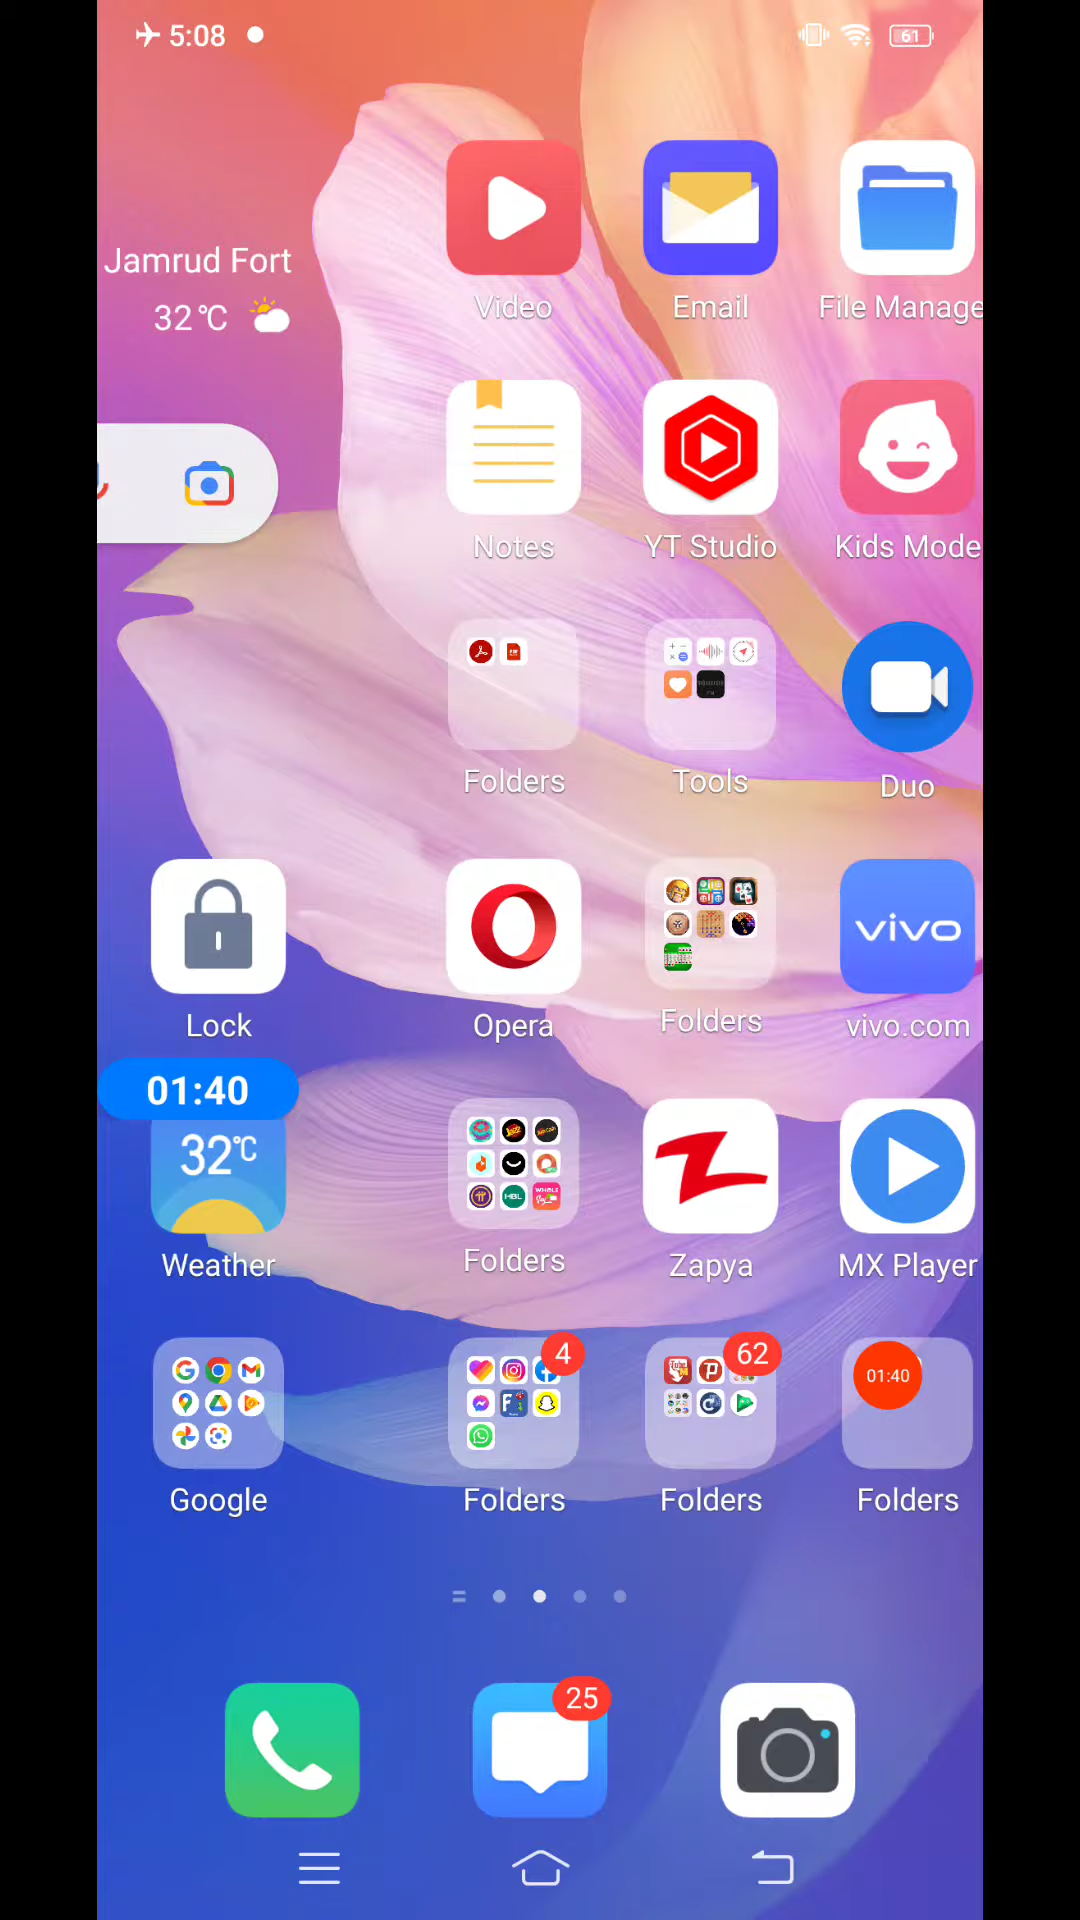 5:08
61
Jamrud Fort
32℃
Video
Email
File Manage
Notes
YT Studio
Kids Mode
Folders
Tools
Duo
vivo
Lock
Opera
Folders
vivo.com
01:40
32℃
HBL
WHOLE
Weather
Folders
Zapya
MX Player
4
62
01:40
Google
Folders
Folders
Folders
25